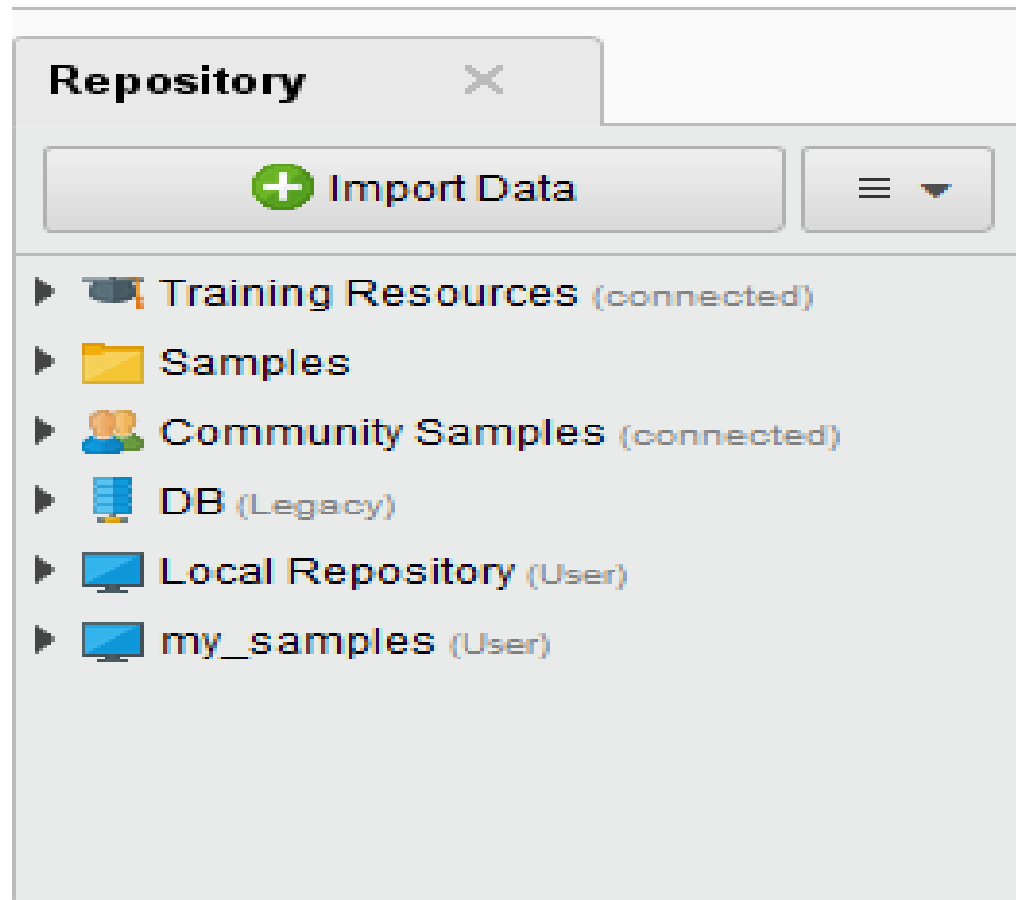 Repository
Import Data
Training Resources (connected)
Samples
Community Samples (connected)
DB (Legacy)
Local Repository (User)
my_samples (User)